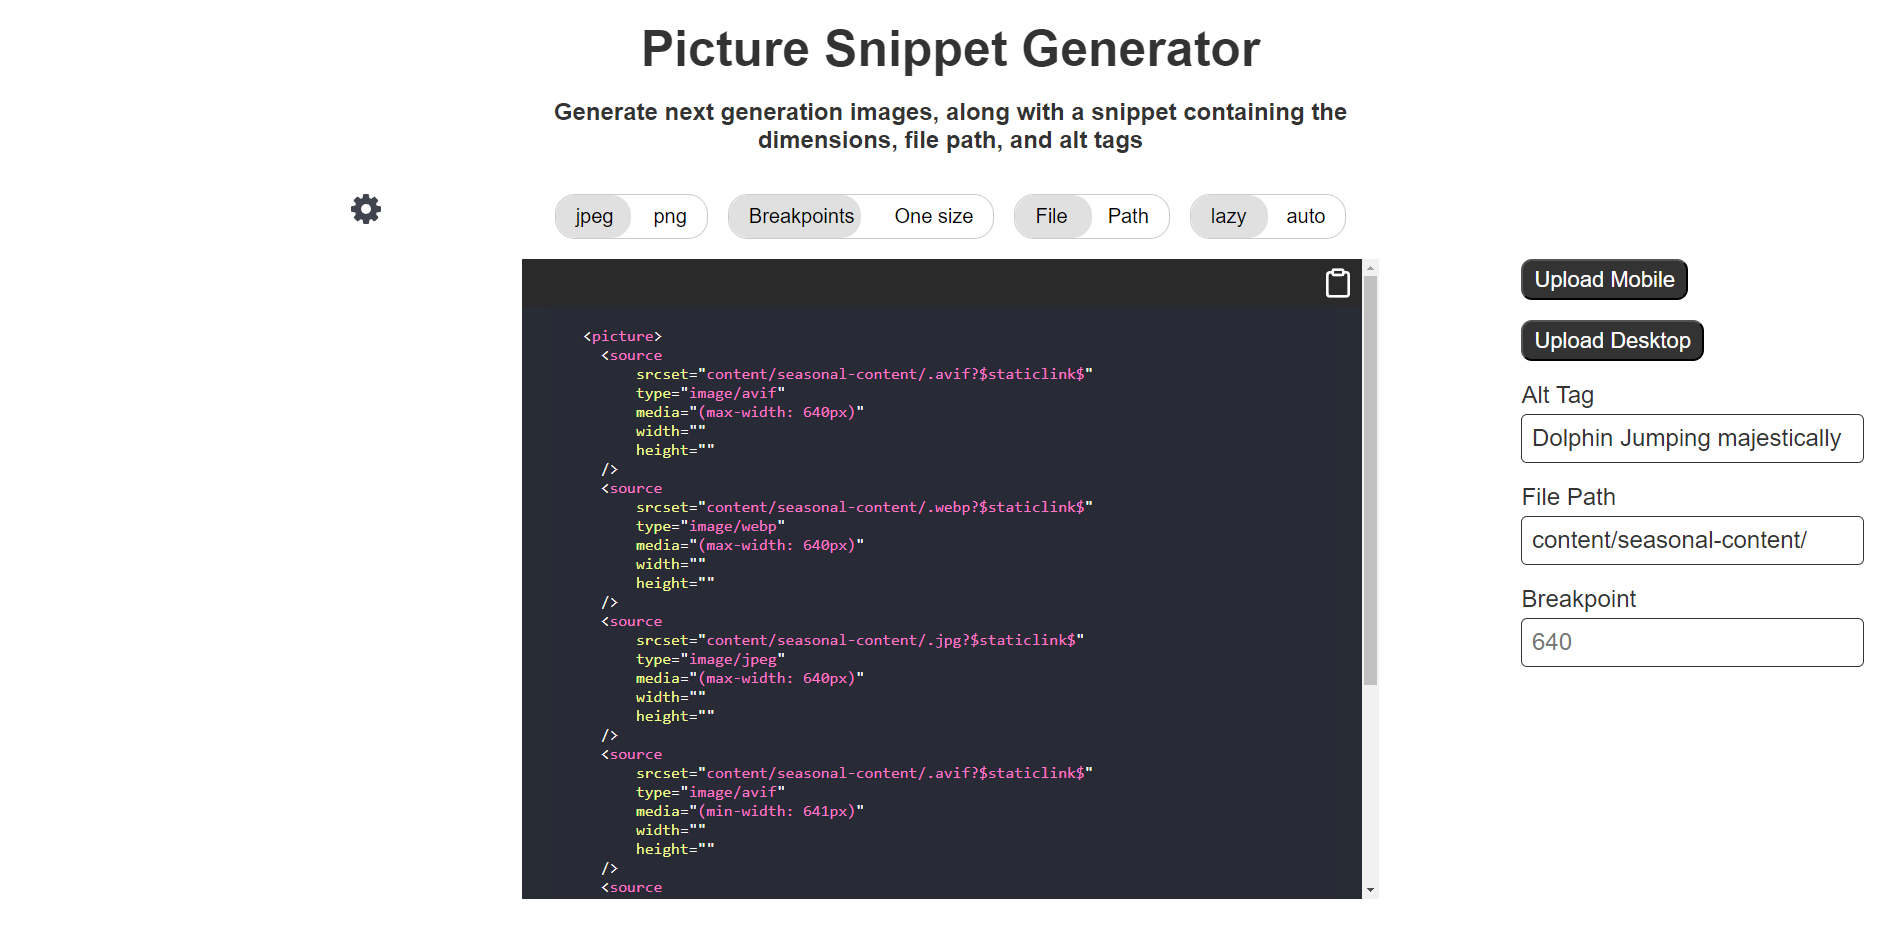 Picture Snippet Generator
Generate next generation images, along with a snippet containing the
dimensions, file path, and alt tags
jpeg png Breakpoints One size File Path lazy auto
<picture>
<source
srcset="content/seasonal-content/.avif?$staticlink$"
type="image/avif"
media="(max-width: 640px)"
width=""
height=""
/>
<source
srcset="content/seasonal-content/.webp?$staticlink$"
type="image/webp"
media="(max-width: 640px)"
width=""
height=""
/>
<source
srcset="content/seasonal-content/.jpg?$staticlink$"
type="image/jpeg"
media="(max-width: 640px)"
width=""
height=""
/>
<source
srcset="content/seasonal-content/.avif?$staticlink$"
type="image/avif"
media="(min-width: 641px)"
width=""
height=""
/>
<source
Upload Mobile
Upload Desktop
Alt Tag
Dolphin Jumping majestically
File Path
content/seasonal-content/
Breakpoint
640